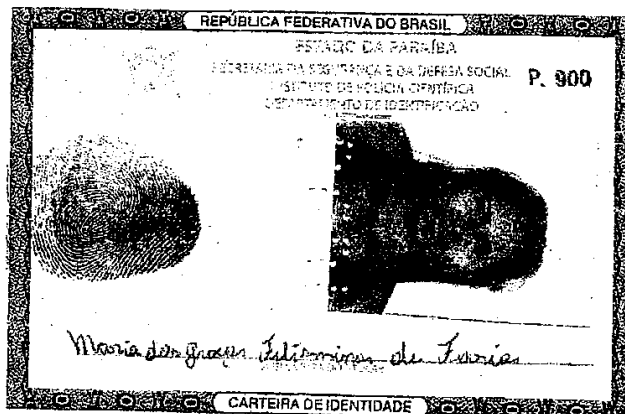 REPÚBLICA FEDERATIVA DO BRASIL
ESTADO DA PARAÍBA
SECRETARIA DA SEGURANÇA E DA DEFESA SOCIAL
P. 900
INSTITUTO DE POLÍCIA CIENTÍFICA
DEPARTAMENTO DE IDENTIFICAÇÃO
Maria das Graças Filismina de Farias
CARTEIRA DE IDENTIDADE